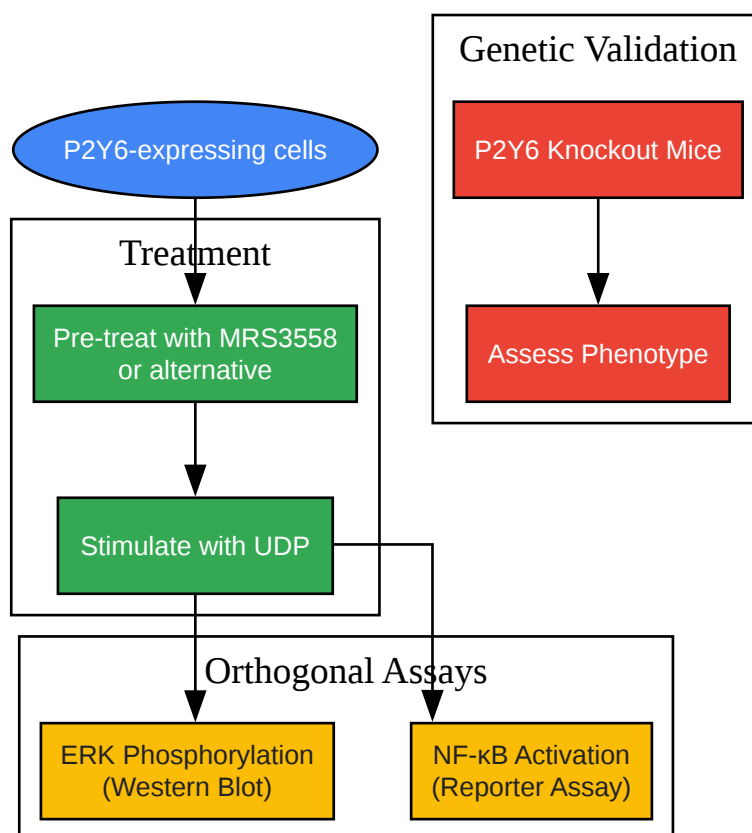 Genetic Validation
P2Y6-expressing cells
P2Y6 Knockout Mice
Treatment
Pre-treat with MRS3558
or alternative
Assess Phenotype
Stimulate with UDP
Orthogonal Assays
ERK Phosphorylation
(Western Blot)
NF-κB Activation
(Reporter Assay)